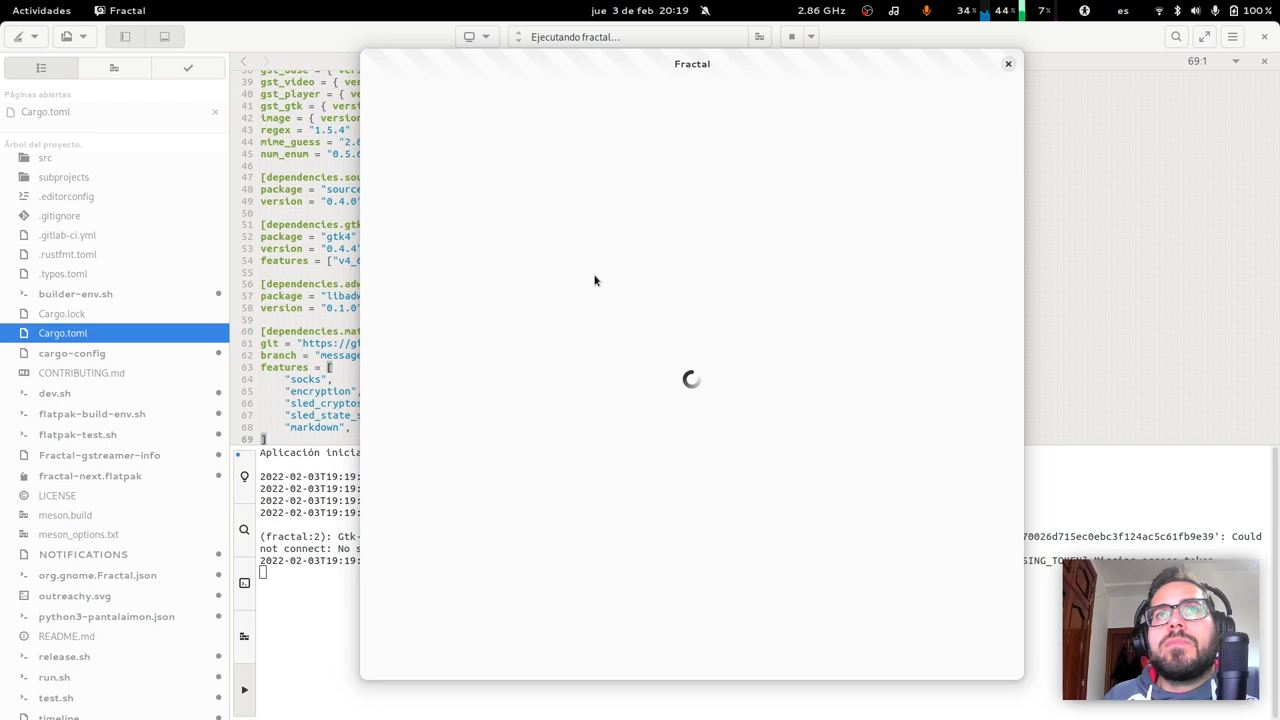 Actividades
Fractal
jue 3 de feb 20:19
2.86 GHz
34%
44%
7%
es
100 %
Ejecutando fractal...
Fractal
69:1
Páginas abiertas
Cargo.toml
Árbol del proyecto.
src
subprojects
.editorconfig
.gitignore
.gitlab-ci.yml
.rustfmt.toml
.typos.toml
builder-env.sh
Cargo.lock
Cargo.toml
cargo-config
CONTRIBUTING.md
dev.sh
flatpak-build-env.sh
flatpak-test.sh
Fractal-gstreamer-info
fractal-next.flatpak
LICENSE
meson.build
meson_options.txt
NOTIFICATIONS
org.gnome.Fractal.json
outreachy.svg
python3-pantalaimon.json
README.md
release.sh
run.sh
test.sh
timeline
39 gst_video = { ver
40 gst_player = { ve
41 gst_gtk = { versi
42 image = { version
43 regex = "1.5.4"
44 mime_guess = "2.0
45 num_enum = "0.5.6
46
47 [dependencies.sou
48 package = "source
49 version = "0.4.0"
50
51 [dependencies.gtk
52 package = "gtk4"
53 version = "0.4.4"
54 features = ["v4_6
55
56 [dependencies.adw
57 package = "libadw
58 version = "0.1.0"
59
60 [dependencies.mat
61 git = "https://gi
62 branch = "message
63 features = [
64 "socks",
65 "encryption",
66 "sled_cryptos
67 "sled_state_s
68 "markdown",
69 ]
Aplicación inicia
2022-02-03T19:19:
2022-02-03T19:19:
2022-02-03T19:19:
2022-02-03T19:19:
(fractal:2): Gtk- 70026d715ec0ebc3f124ac5c61fb9e39': Could
not connect: No s
2022-02-03T19:19: SING_TOKEN] Missing access token